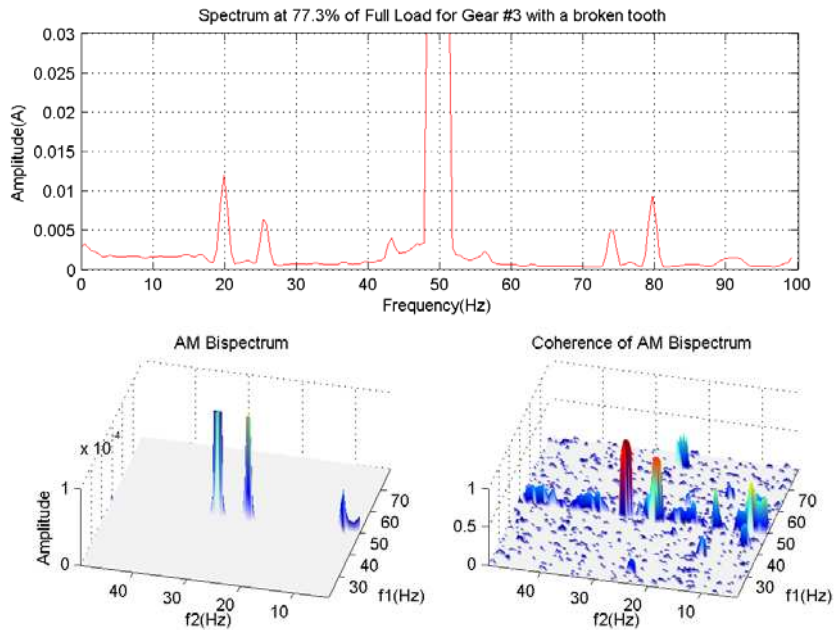 Spectrum at 77.3% of Full Load for Gear #3 with a broken tooth
0.03
0.025
0.02
0.015
0.01
0.005
0
Amplitude(A)
0 10 20 30 40 50 60 70 80 90 100
Frequency(Hz)
AM Bispectrum
x 10^-4
1
0
Amplitude
40 30 20 10
f2(Hz)
70
60
50
40
30
f1(Hz)
Coherence of AM Bispectrum
1
0.5
0
40 30 20 10
f2(Hz)
70
60
50
40
30
f1(Hz)